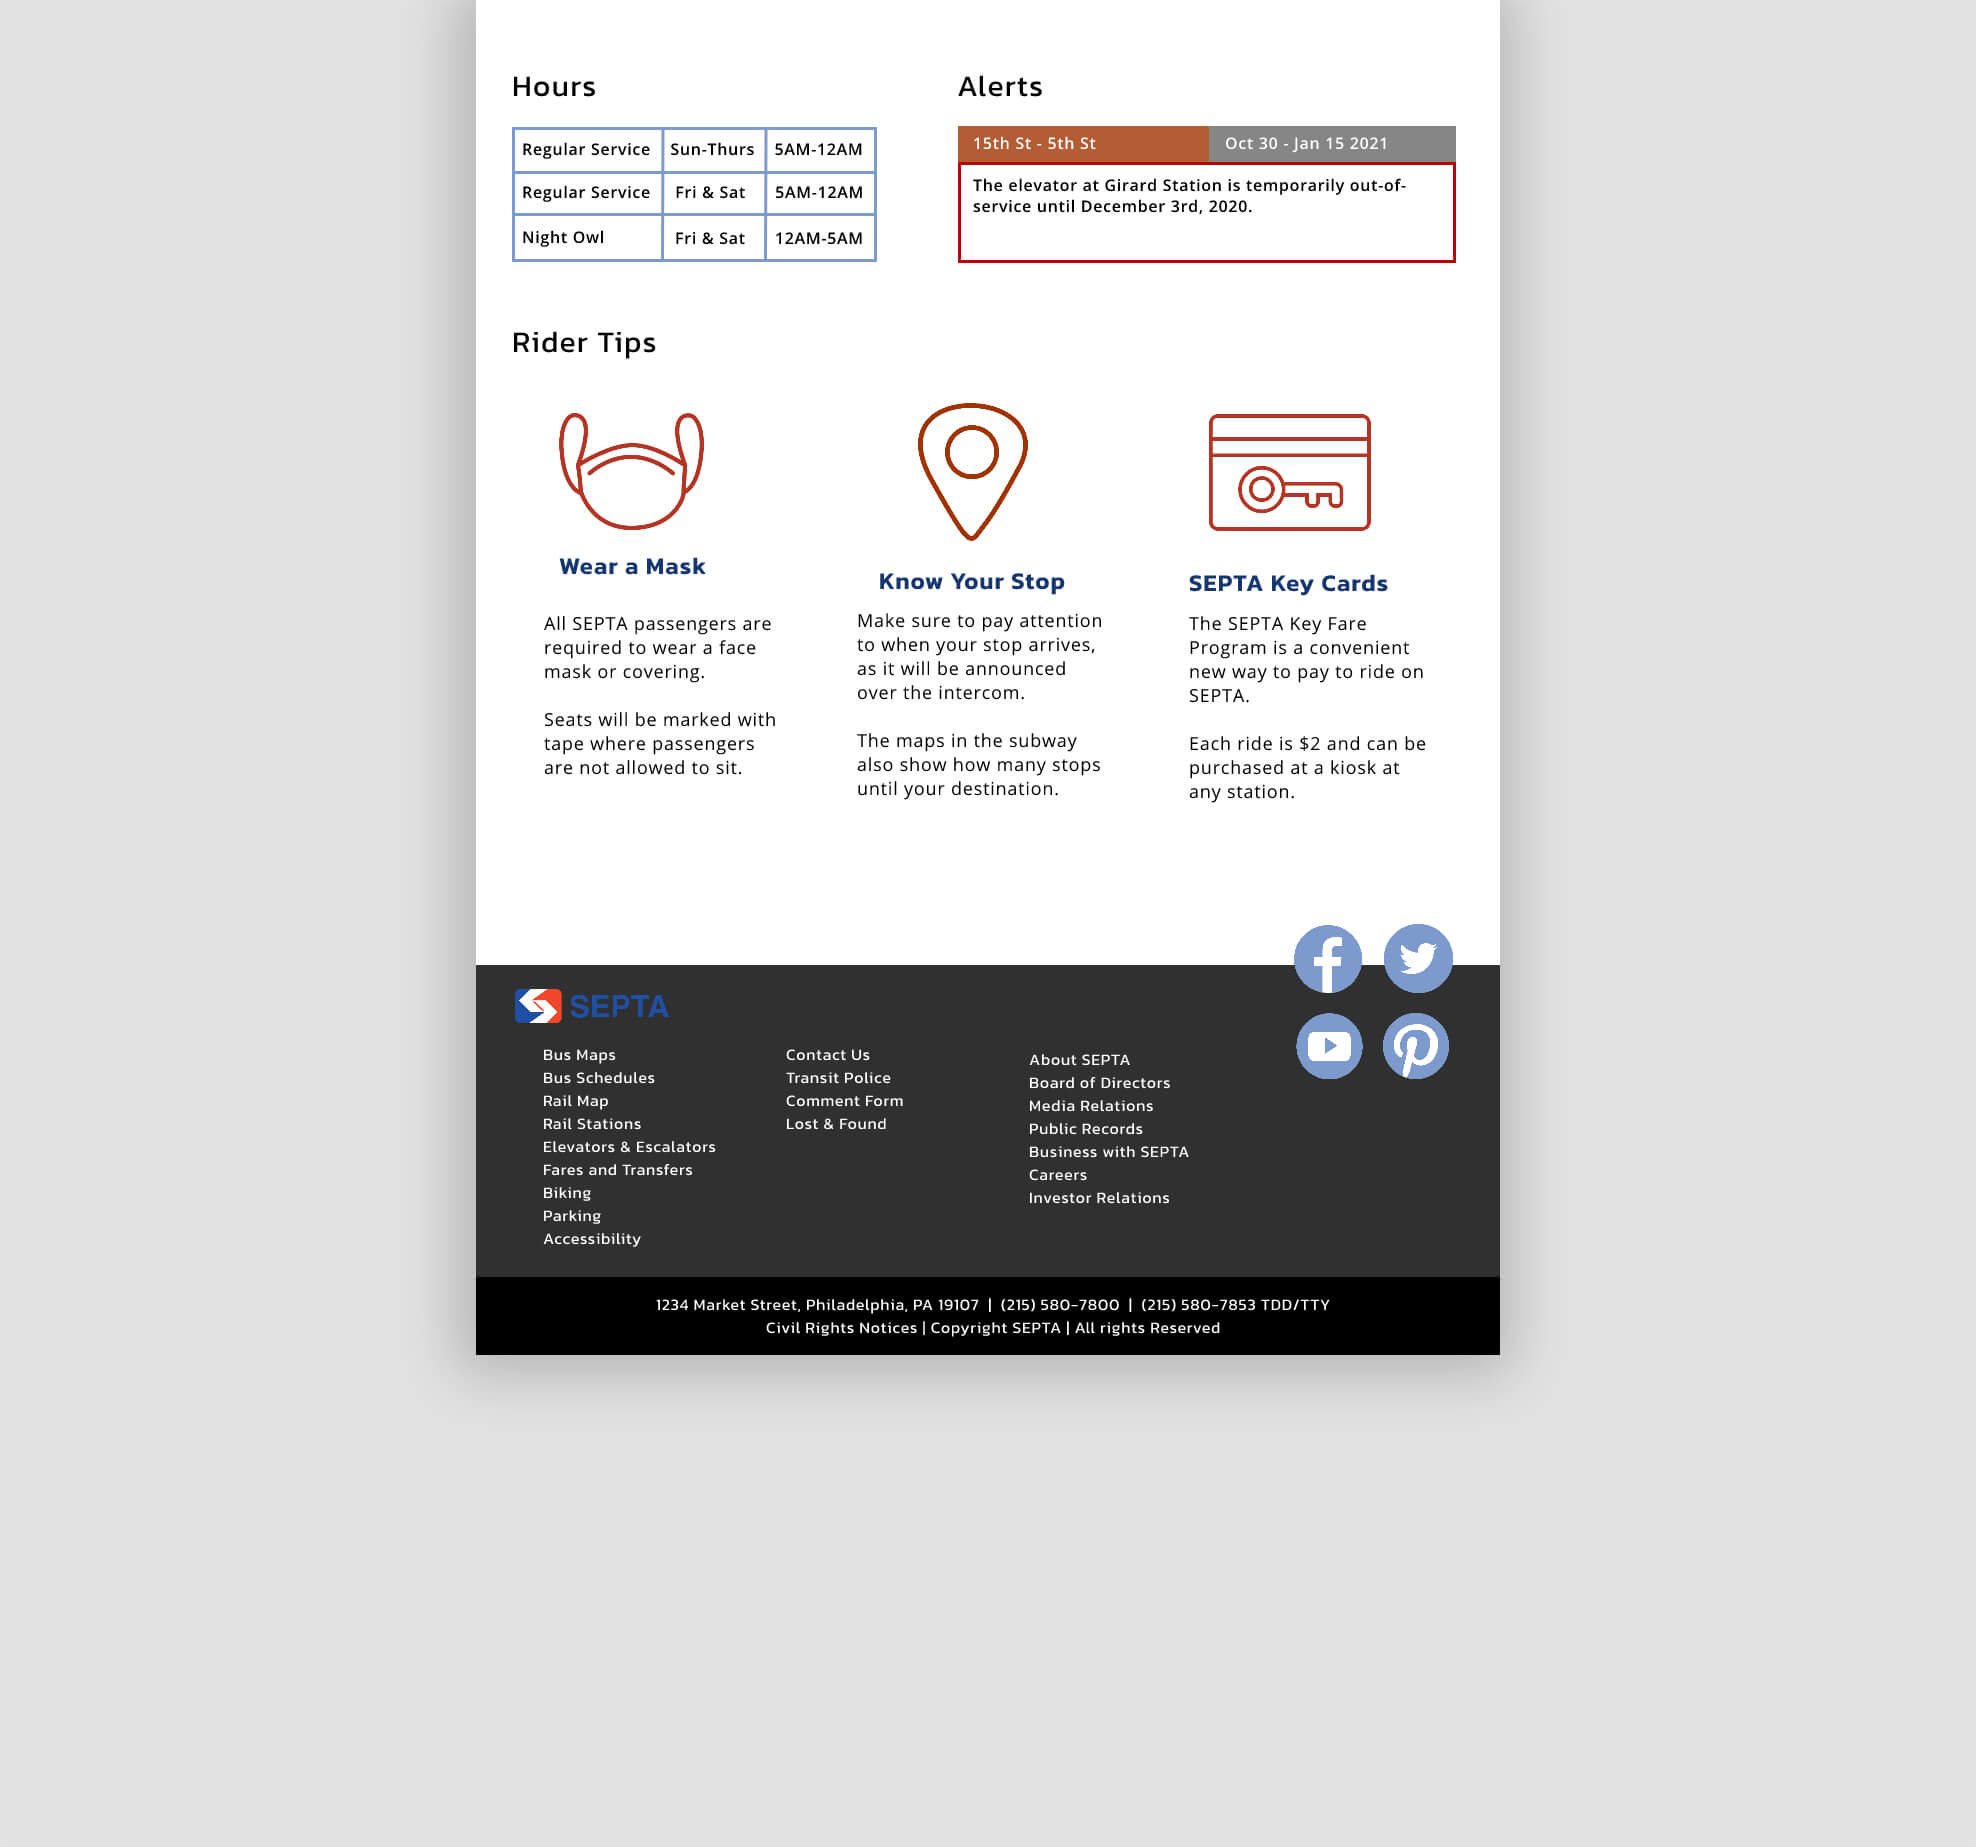 Hours
Regular Service Sun-Thurs 5AM-12AM
Regular Service Fri & Sat 5AM-12AM
Night Owl Fri & Sat 12AM-5AM
Alerts
15th St - 5th St Oct 30 - Jan 15 2021
The elevator at Girard Station is temporarily out-of-
service until December 3rd, 2020.
Rider Tips
Wear a Mask
All SEPTA passengers are
required to wear a face
mask or covering.
Seats will be marked with
tape where passengers
are not allowed to sit.
Know Your Stop
Make sure to pay attention
to when your stop arrives,
as it will be announced
over the intercom.
The maps in the subway
also show how many stops
until your destination.
SEPTA Key Cards
The SEPTA Key Fare
Program is a convenient
new way to pay to ride on
SEPTA.
Each ride is $2 and can be
purchased at a kiosk at
any station.
SEPTA
Bus Maps
Bus Schedules
Rail Map
Rail Stations
Elevators & Escalators
Fares and Transfers
Biking
Parking
Accessibility
Contact Us
Transit Police
Comment Form
Lost & Found
About SEPTA
Board of Directors
Media Relations
Public Records
Business with SEPTA
Careers
Investor Relations
1234 Market Street, Philadelphia, PA 19107 | (215) 580-7800 | (215) 580-7853 TDD/TTY
Civil Rights Notices | Copyright SEPTA | All rights Reserved